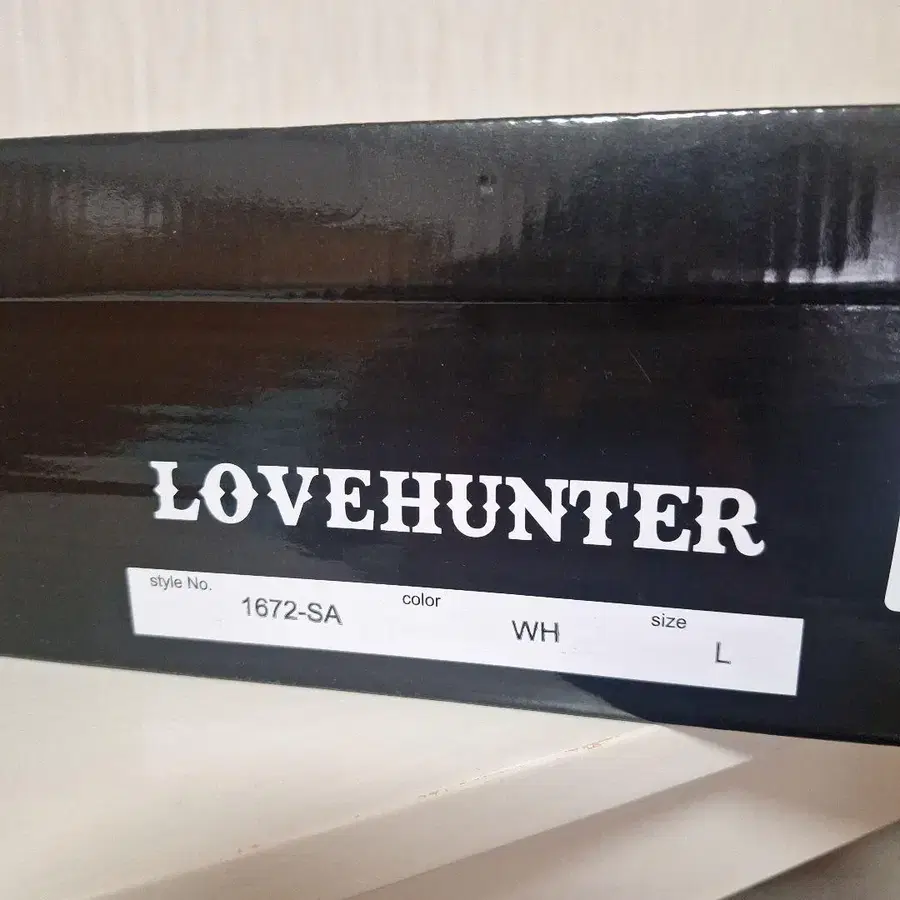 LOVEHUNTER
style No. 1672-SA color WH size L